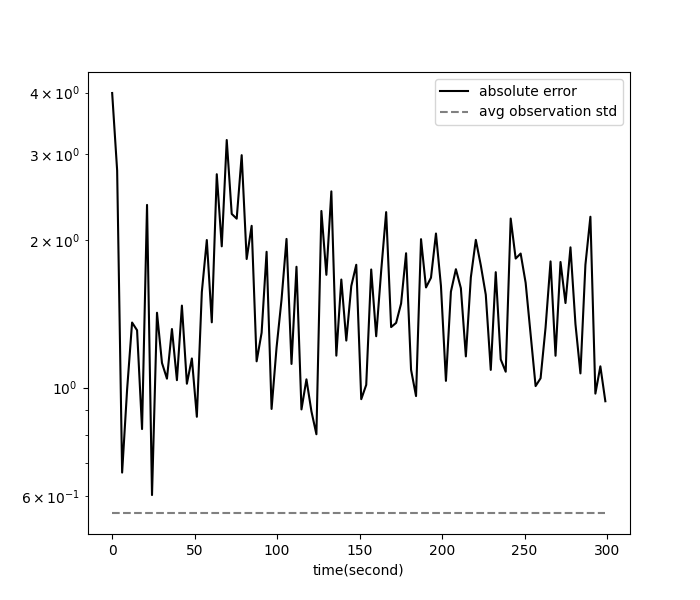 absolute error
avg observation std
4 × 10⁰
3 × 10⁰
2 × 10⁰
10⁰
6 × 10⁻¹
0 50 100 150 200 250 300
time(second)